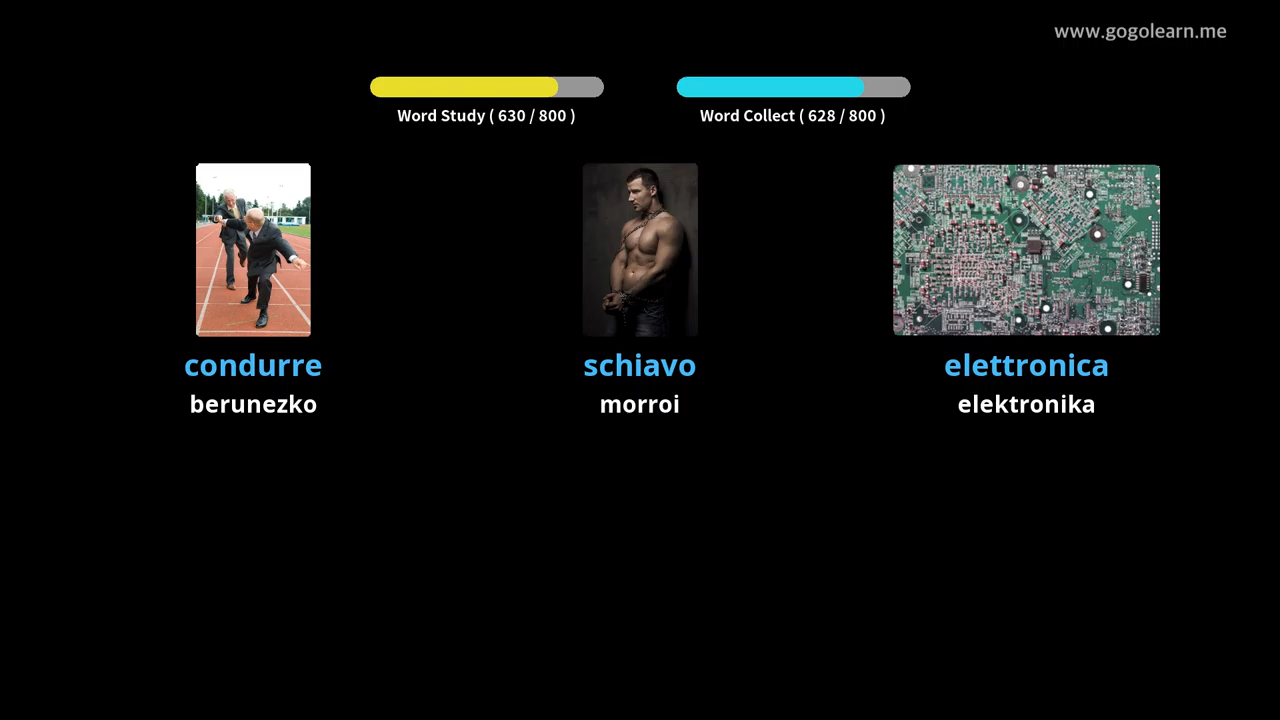 www.gogolearn.me
Word Study ( 630 / 800 )
Word Collect ( 628 / 800 )
condurre
berunezko
schiavo
morroi
elettronica
elektronika